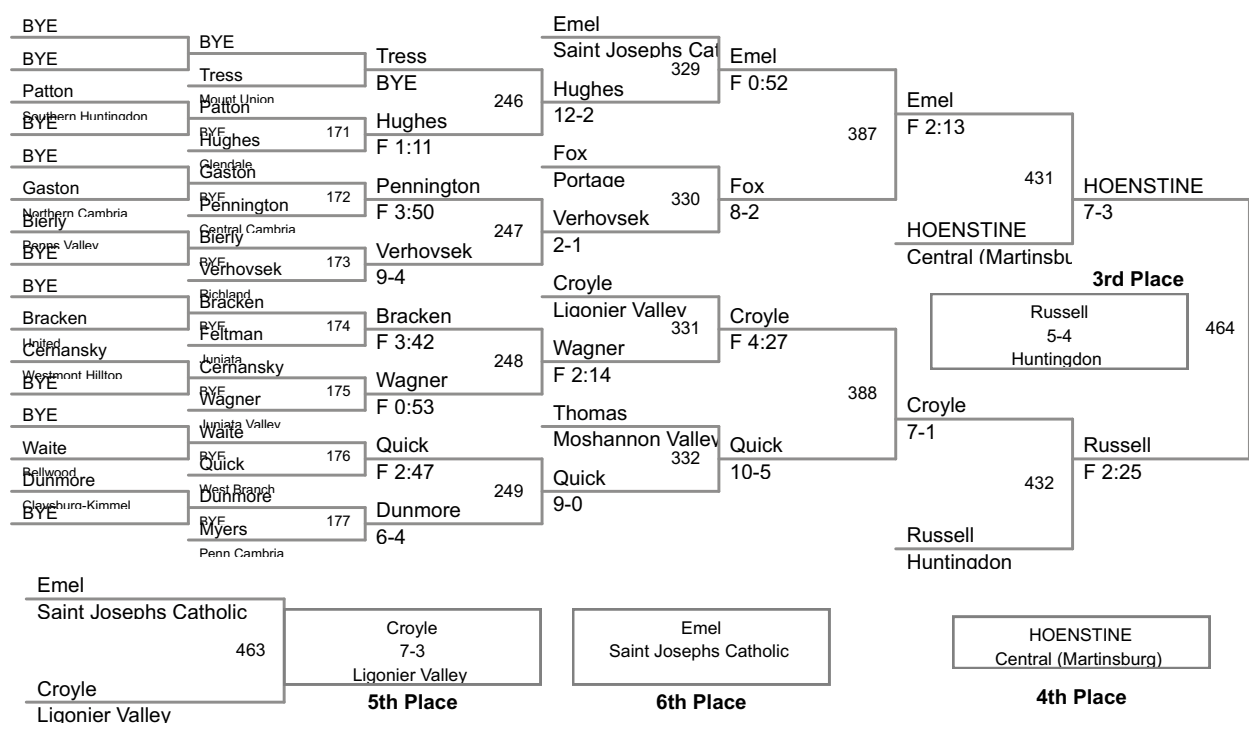 BYE
BYE
Patton
Southern Huntingdon
BYE
BYE
Gaston
Northern Cambria
Bierly
Penns Valley
BYE
BYE
Bracken
United
Cernansky
Westmont Hilltop
BYE
BYE
Waite
Bellwood
Dunmore
Claysburg-Kimmel
BYE
BYE
Tress
Mount Union
Patton
BYE
171
Hughes
Glendale
Gaston
BYE
172
Pennington
Central Cambria
Bierly
BYE
173
Verhovsek
Richland
Bracken
BYE
174
Feltman
Juniata
Cernansky
BYE
175
Wagner
Juniata Valley
Waite
BYE
176
Quick
West Branch
Dunmore
BYE
177
Myers
Penn Cambria
Tress
BYE
246
Hughes
F 1:11
Pennington
F 3:50
247
Verhovsek
9-4
Bracken
F 3:42
248
Wagner
F 0:53
Quick
F 2:47
249
Dunmore
6-4
Emel
Saint Josephs Cat
329
Hughes
12-2
Fox
Portage
330
Verhovsek
2-1
Croyle
Ligonier Valley
331
Wagner
F 2:14
Thomas
Moshannon Valley
332
Quick
9-0
Emel
F 0:52
387
Fox
8-2
Croyle
F 4:27
388
Quick
10-5
Emel
F 2:13
431
HOENSTINE
Central (Martinsbu
Croyle
7-1
432
Russell
Huntingdon
HOENSTINE
7-3
3rd Place
Russell
5-4
Huntingdon
464
Russell
F 2:25
Emel
Saint Josephs Catholic
463
Croyle
Ligonier Valley
Croyle
7-3
Ligonier Valley
5th Place
Emel
Saint Josephs Catholic
6th Place
HOENSTINE
Central (Martinsburg)
4th Place